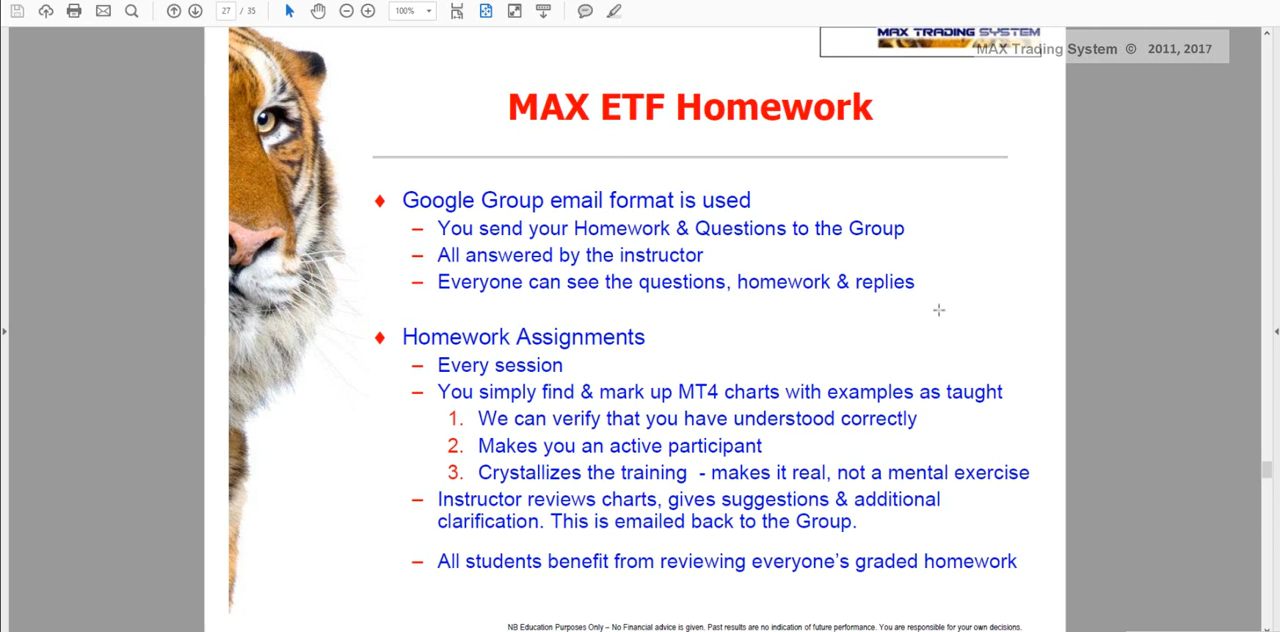 27 / 35
100%
MAX TRADING SYSTEM
MAX Trading System © 2011, 2017
MAX ETF Homework
♦ Google Group email format is used
– You send your Homework & Questions to the Group
– All answered by the instructor
– Everyone can see the questions, homework & replies
♦ Homework Assignments
– Every session
– You simply find & mark up MT4 charts with examples as taught
1. We can verify that you have understood correctly
2. Makes you an active participant
3. Crystallizes the training - makes it real, not a mental exercise
– Instructor reviews charts, gives suggestions & additional
clarification. This is emailed back to the Group.
– All students benefit from reviewing everyone's graded homework
NB Education Purposes Only – No Financial advice is given. Past results are no indication of future performance. You are responsible for your own decisions.